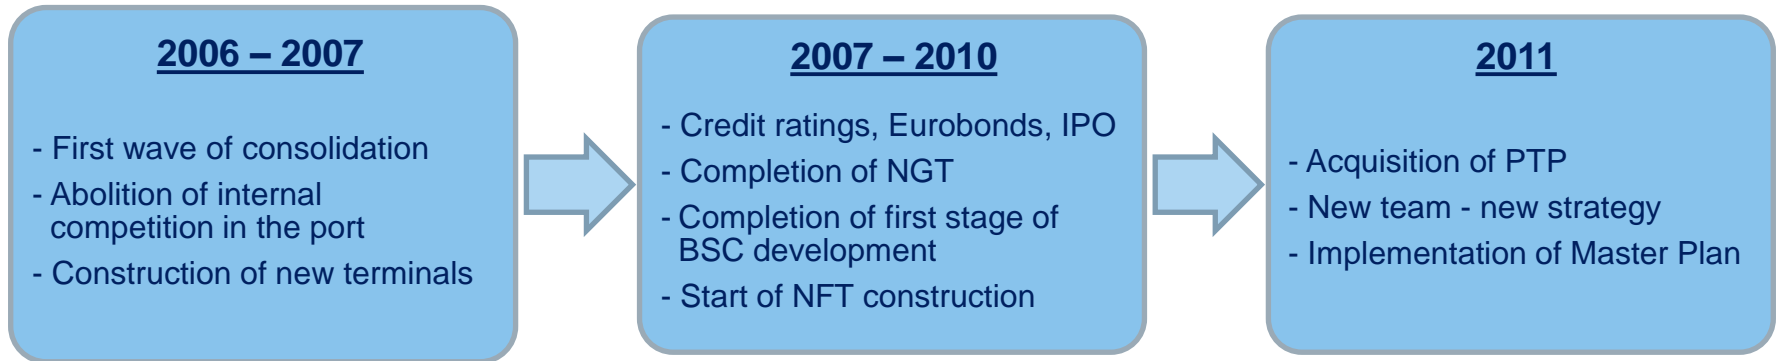 2006 – 2007
- First wave of consolidation
- Abolition of internal
competition in the port
- Construction of new terminals
2007 – 2010
- Credit ratings, Eurobonds, IPO
- Completion of NGT
- Completion of first stage of
BSC development
- Start of NFT construction
2011
- Acquisition of PTP
- New team - new strategy
- Implementation of Master Plan